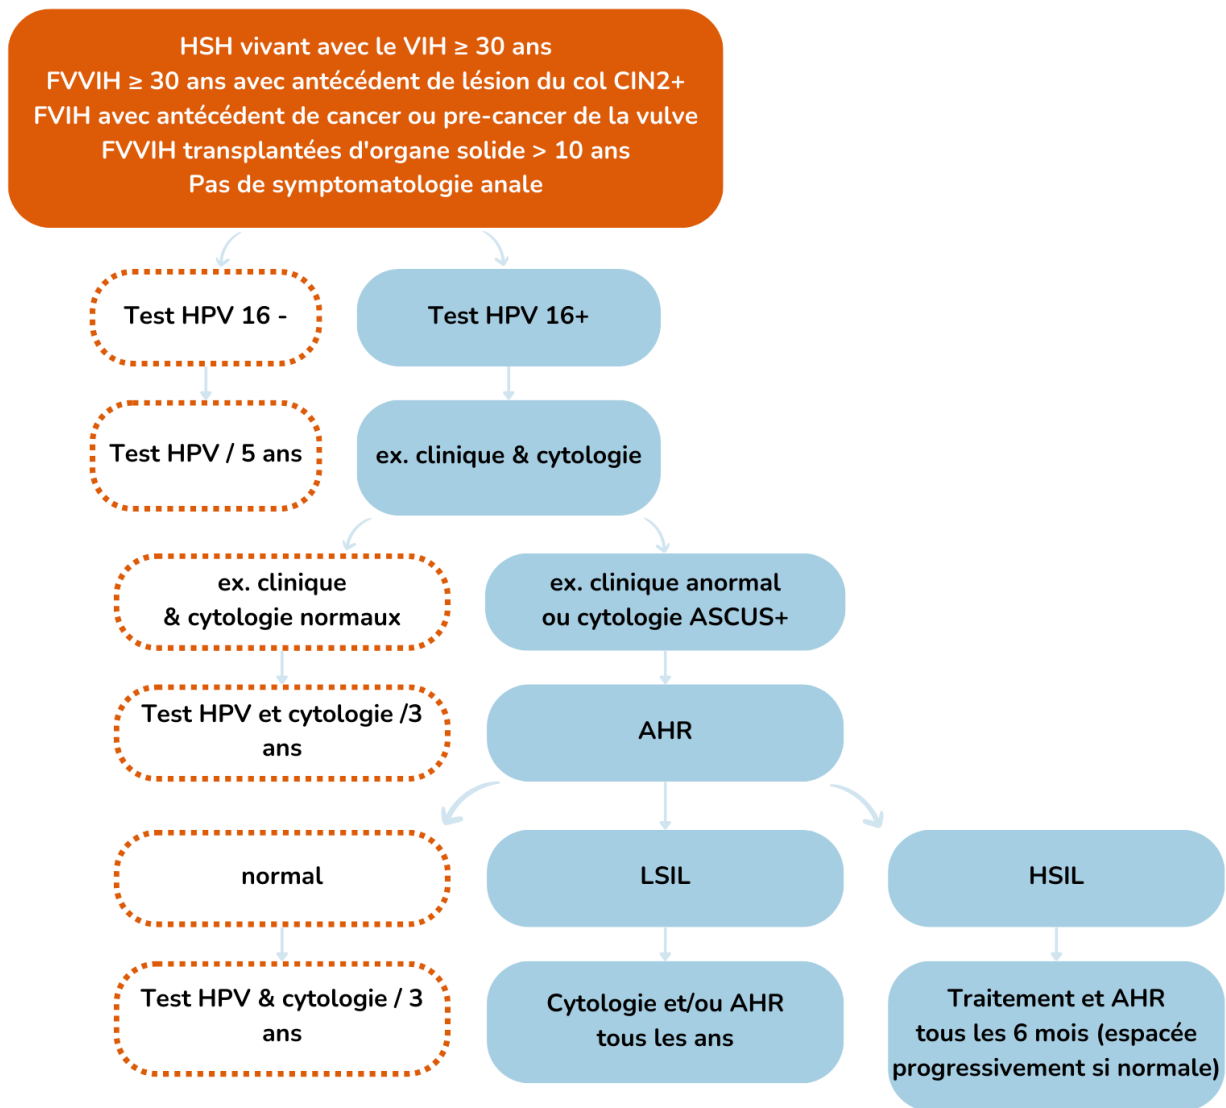 HSH vivant avec le VIH ≥ 30 ans
FVVIH ≥ 30 ans avec antécédent de lésion du col CIN2+
FVIH avec antécédent de cancer ou pre-cancer de la vulve
FVVIH transplantées d'organe solide > 10 ans
Pas de symptomatologie anale
Test HPV 16 -
Test HPV 16+
Test HPV / 5 ans
ex. clinique & cytologie
ex. clinique
& cytologie normaux
ex. clinique anormal
ou cytologie ASCUS+
Test HPV et cytologie /3
ans
AHR
normal
LSIL
HSIL
Test HPV & cytologie / 3
ans
Cytologie et/ou AHR
tous les ans
Traitement et AHR
tous les 6 mois (espacée
progressivement si normale)